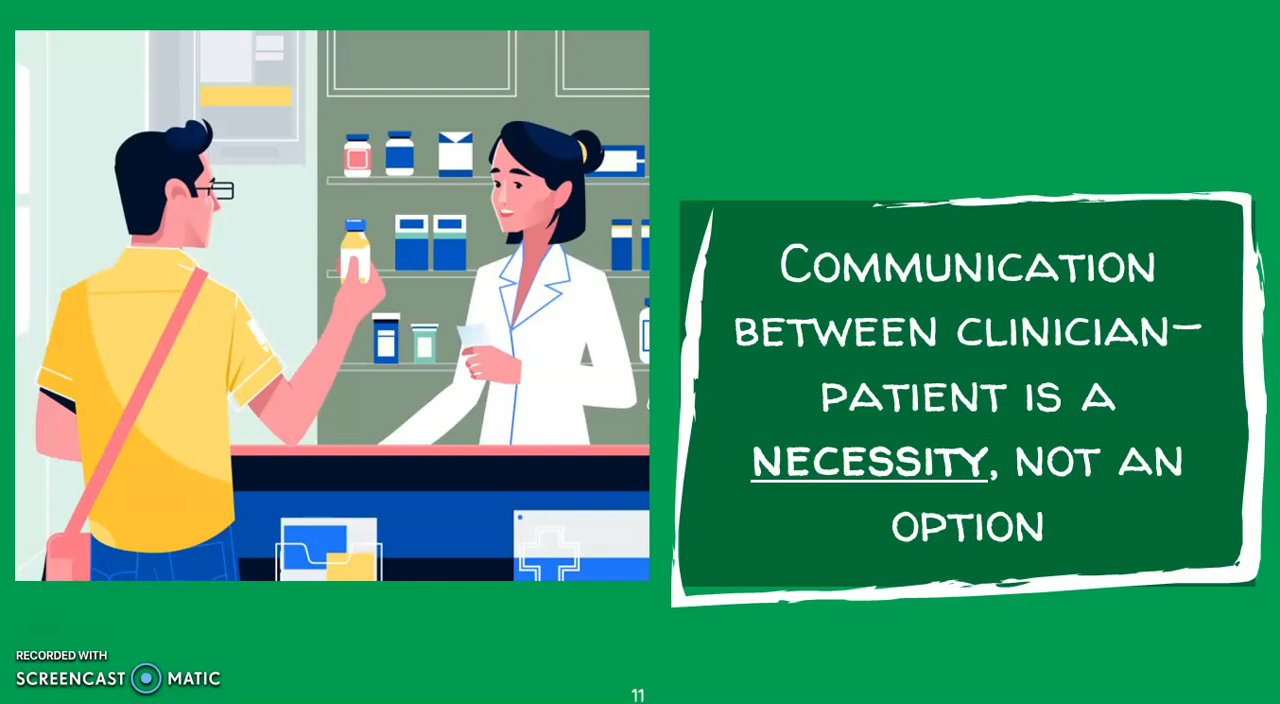 Communication
between clinician-
patient is a
necessity, not an
option
RECORDED WITH
SCREENCAST MATIC
11